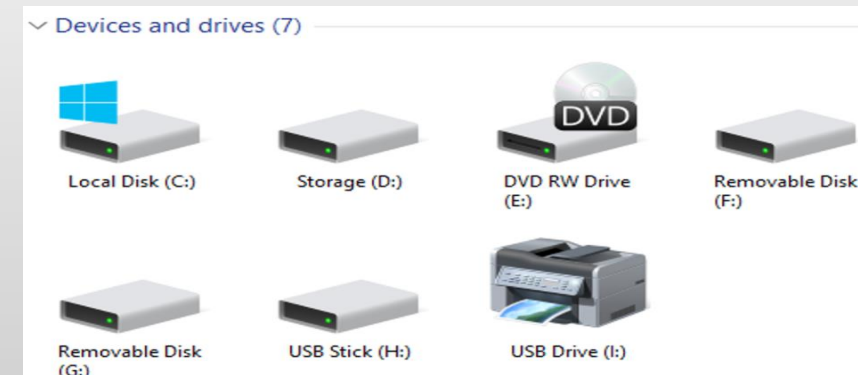 Devices and drives (7)
Local Disk (C:)
Storage (D:)
DVD
DVD RW Drive
(E:)
Removable Disk
(F:)
Removable Disk
(G:)
USB Stick (H:)
USB Drive (I:)